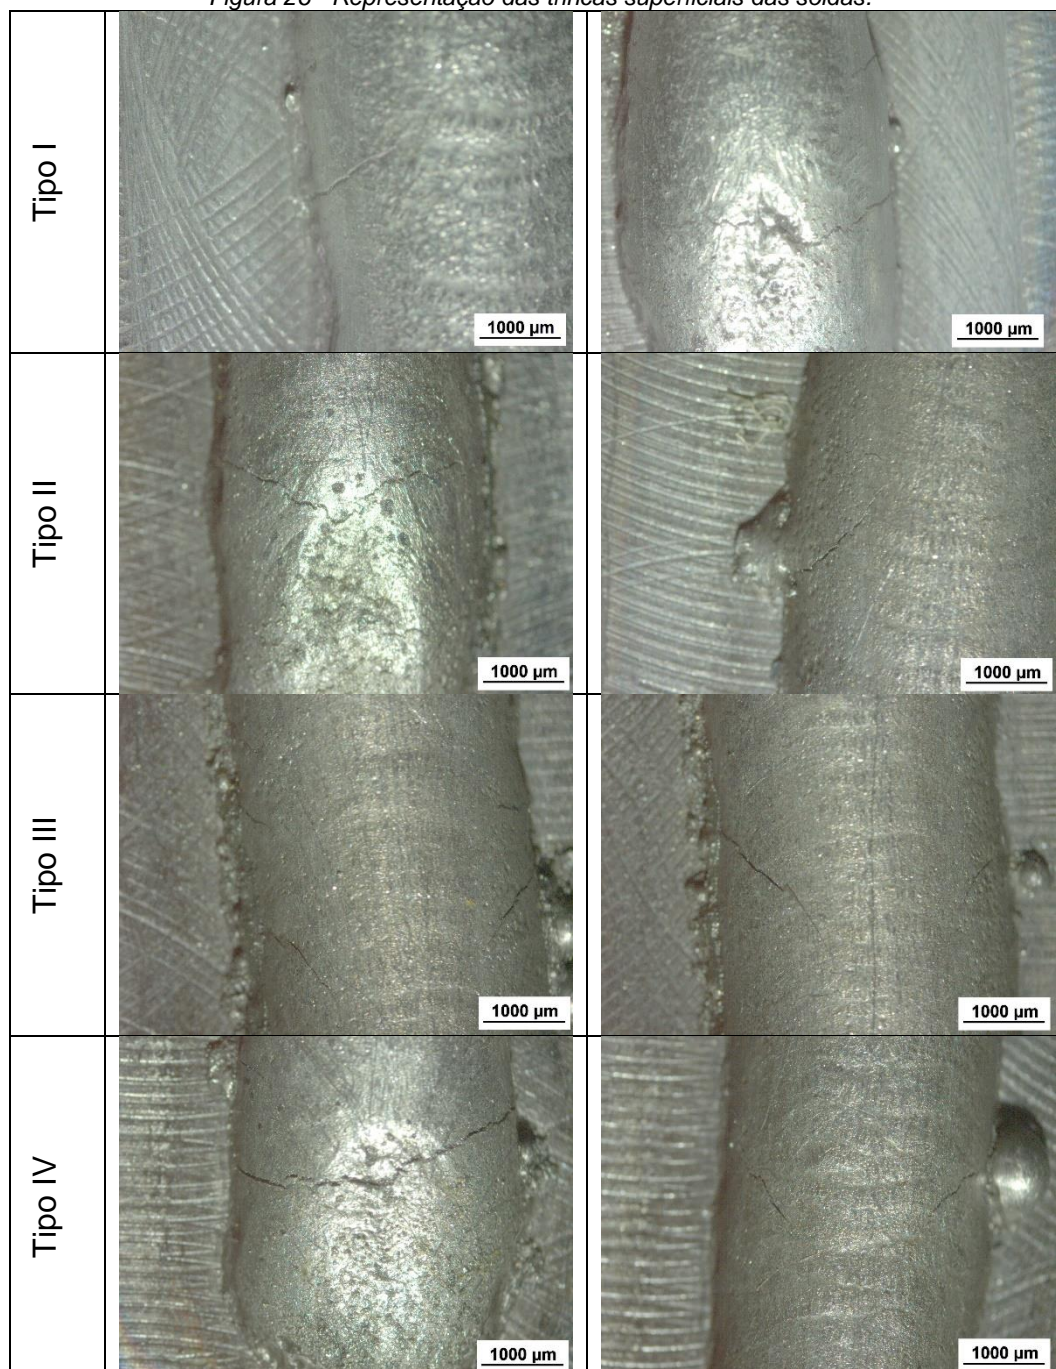 Figura 26 - Representação das trincas superficiais das soldas.
Tipo I
1000 µm
1000 µm
Tipo II
1000 µm
1000 µm
Tipo III
1000 µm
1000 µm
Tipo IV
1000 µm
1000 µm